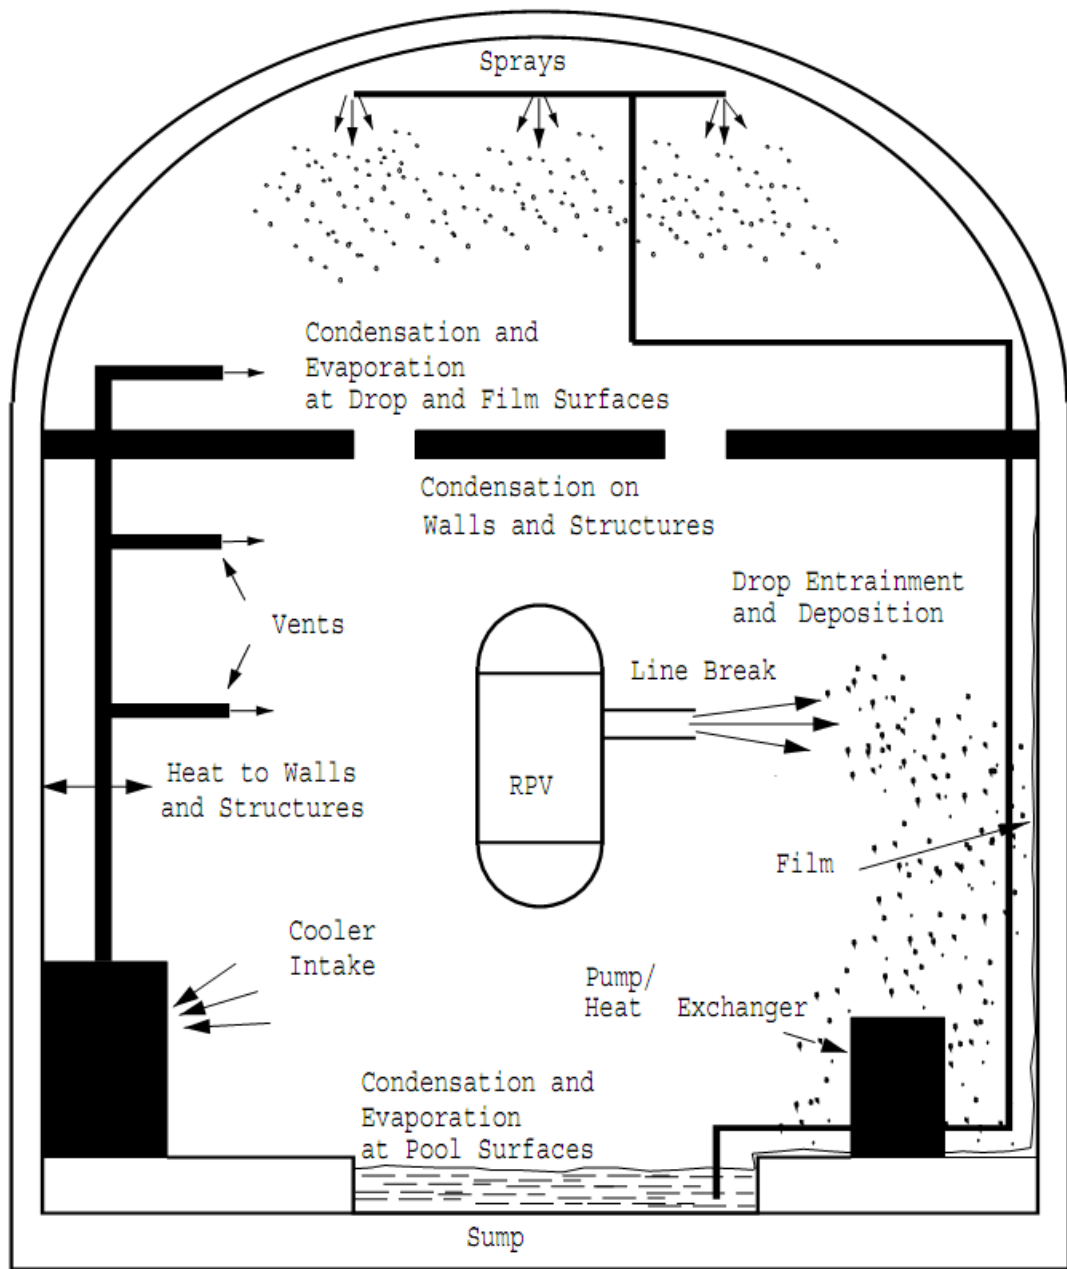 Sprays
Condensation and
Evaporation
at Drop and Film Surfaces
Condensation on
Walls and Structures
Drop Entrainment
and Deposition
Vents
Line Break
Heat to Walls
and Structures
RPV
Film
Cooler
Intake
Pump/
Heat Exchanger
Condensation and
Evaporation
at Pool Surfaces
Sump